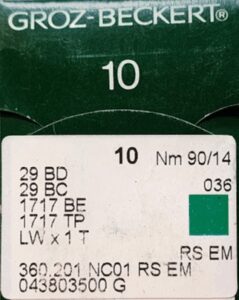 GROZ-BECKERT®
10
10 Nm 90/14
29 BD 036
29 BC
1717 BE
1717 TP
LW x 1 T
RS EM
360.201 NC01 RS EM
043803500 G